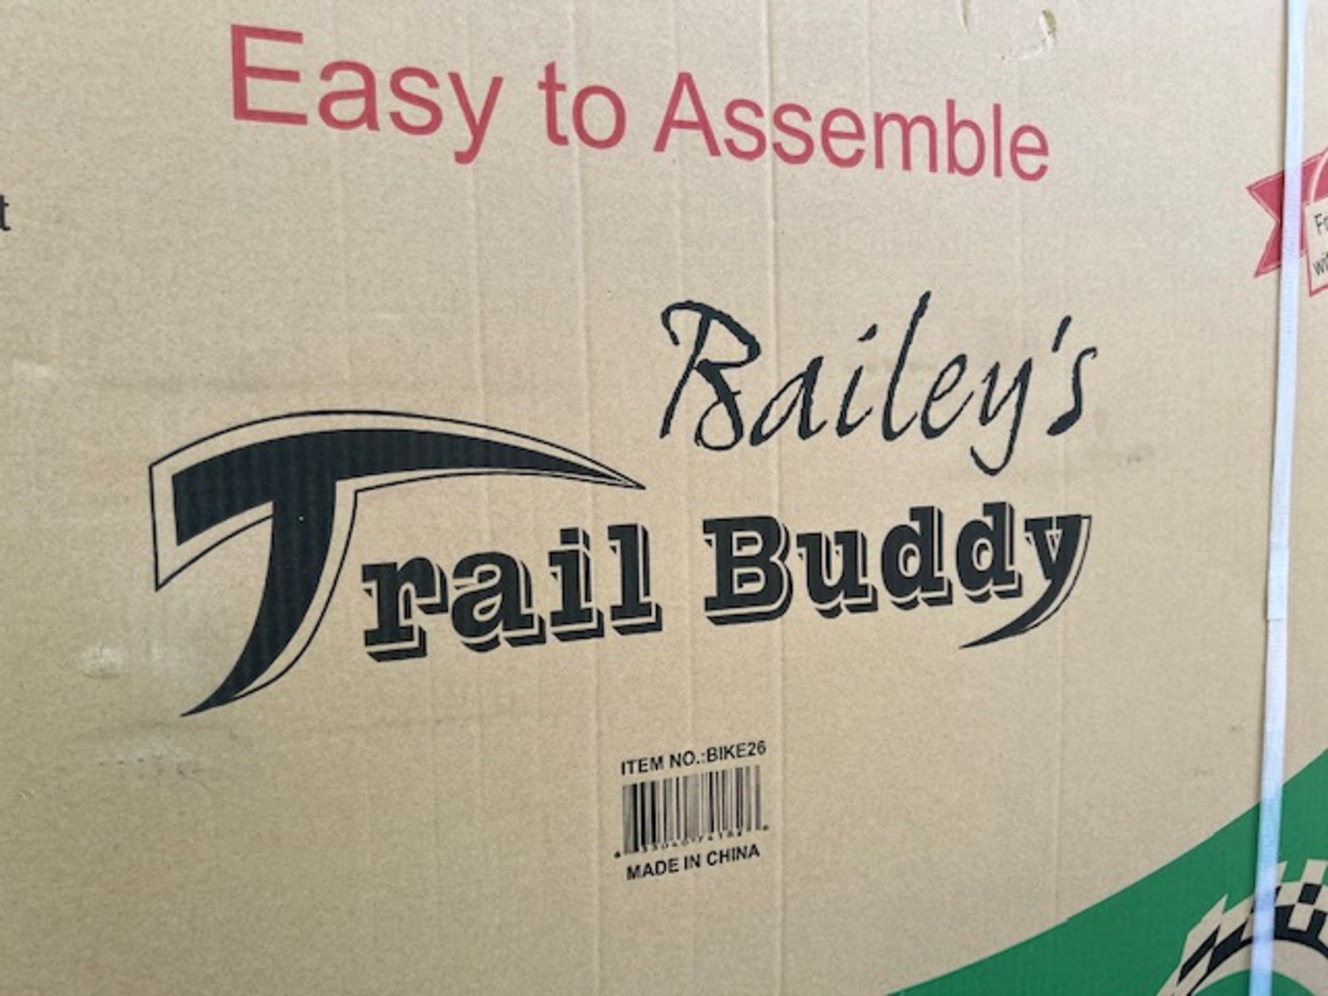 Easy to Assemble
Bailey's
Trail Buddy
ITEM NO.:BIKE26
MADE IN CHINA